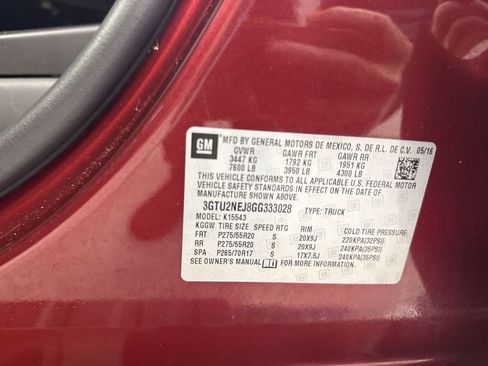 GM
*MFD BY GENERAL MOTORS DE MEXICO, S. DE R.L. DE C.V. 05/16
GVWR GAWR FRT GAWR RR
3447 KG 1792 KG 1951 KG
7600 LB 3950 LB 4300 LB
THIS VEHICLE CONFORMS TO ALL APPLICABLE U.S. FEDERAL MOTOR
VEHICLE SAFETY STANDARDS IN EFFECT ON THE DATE OF
MANUFACTURE SHOWN ABOVE.
3GTU2NEJ8GG333028 TYPE: TRUCK
MODEL: K15543
KGGW TIRE SIZE SPEED RTG RIM COLD TIRE PRESSURE
FRT P275/55R20 S 20X9J 220KPA(32PSI)
RR P275/55R20 S 20X9J 240KPA(35PSI)
SPA P265/70R17 S 17X7.5J 240KPA(35PSI)
SEE OWNER'S MANUAL FOR MORE INFORMATION.